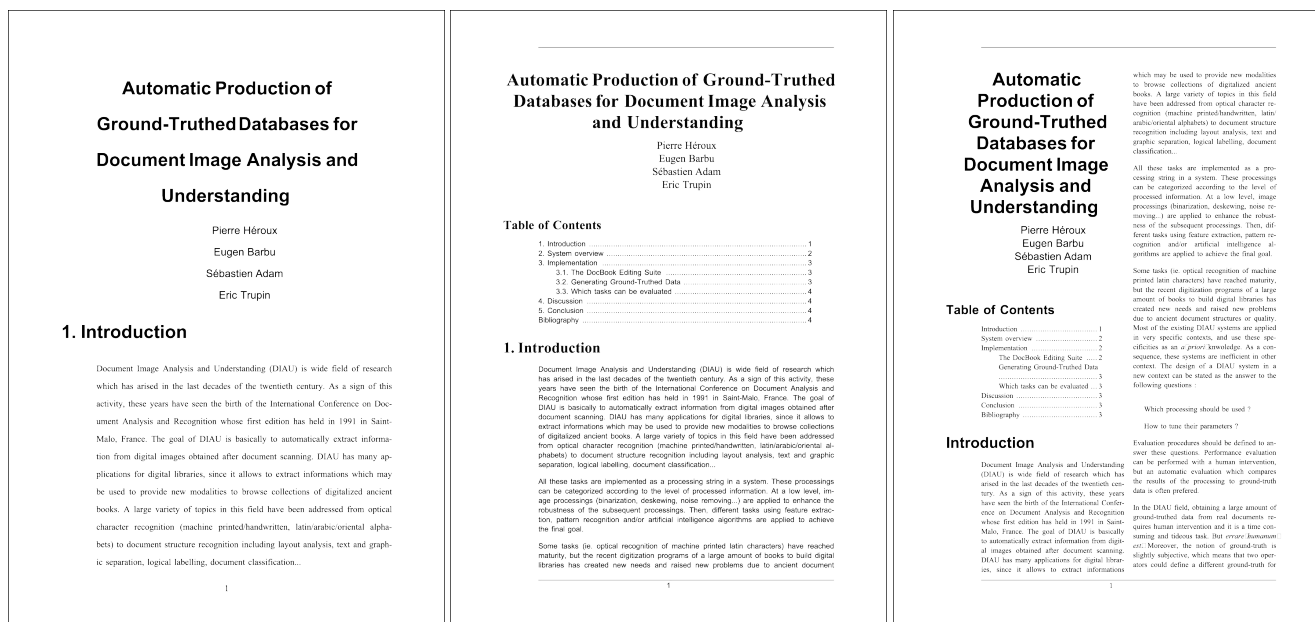 Automatic Production of
Ground-Truthed Databases for
Document Image Analysis and
Understanding
Pierre Héroux
Eugen Barbu
Sébastien Adam
Eric Trupin
1. Introduction
Document Image Analysis and Understanding (DIAU) is wide field of research
which has arised in the last decades of the twentieth century. As a sign of this
activity, these years have seen the birth of the International Conference on Doc-
ument Analysis and Recognition whose first edition has held in 1991 in Saint-
Malo, France. The goal of DIAU is basically to automatically extract informa-
tion from digital images obtained after document scanning. DIAU has many ap-
plications for digital libraries, since it allows to extract informations which may
be used to provide new modalities to browse collections of digitalized ancient
books. A large variety of topics in this field have been addressed from optical
character recognition (machine printed/handwritten, latin/arabic/oriental alpha-
bets) to document structure recognition including layout analysis, text and graph-
ic separation, logical labelling, document classification...
1
Automatic Production of Ground-Truthed
Databases for Document Image Analysis
and Understanding
Pierre Héroux
Eugen Barbu
Sébastien Adam
Eric Trupin
Table of Contents
1. Introduction ........ 1
2. System overview ........ 2
3. Implementation ........ 3
3.1. The DocBook Editing Suite ........ 3
3.2. Generating Ground-Truthed Data ........ 3
3.3. Which tasks can be evaluated ........ 4
4. Discussion ........ 4
5. Conclusion ........ 4
Bibliography ........ 4
1. Introduction
Document Image Analysis and Understanding (DIAU) is wide field of research which
has arised in the last decades of the twentieth century. As a sign of this activity, these
years have seen the birth of the International Conference on Document Analysis and
Recognition whose first edition has held in 1991 in Saint-Malo, France. The goal of
DIAU is basically to automatically extract information from digital images obtained after
document scanning. DIAU has many applications for digital libraries, since it allows to
extract informations which may be used to provide new modalities to browse collections
of digitalized ancient books. A large variety of topics in this field have been addressed
from optical character recognition (machine printed/handwritten, latin/arabic/oriental al-
phabets) to document structure recognition including layout analysis, text and graphic
separation, logical labelling, document classification...
All these tasks are implemented as a processing string in a system. These processings
can be categorized according to the level of processed information. At a low level, im-
age processings (binarization, deskewing, noise removing...) are applied to enhance the
robustness of the subsequent processings. Then, different tasks using feature extrac-
tion, pattern recognition and/or artificial intelligence algorithms are applied to achieve
the final goal.
Some tasks (ie. optical recognition of machine printed latin characters) have reached
maturity, but the recent digitization programs of a large amount of books to build digital
libraries has created new needs and raised new problems due to ancient document
1
Automatic
Production of
Ground-Truthed
Databases for
Document Image
Analysis and
Understanding
Pierre Héroux
Eugen Barbu
Sébastien Adam
Eric Trupin
Table of Contents
Introduction ........ 1
System overview ........ 2
Implementation ........ 2
The DocBook Editing Suite ..... 2
Generating Ground-Truthed Data
........ 3
Which tasks can be evaluated ... 3
Discussion ........ 3
Conclusion ........ 3
Bibliography ........ 3
Introduction
Document Image Analysis and Understanding
(DIAU) is wide field of research which has
arised in the last decades of the twentieth cen-
tury. As a sign of this activity, these years
have seen the birth of the International Confer-
ence on Document Analysis and Recognition
whose first edition has held in 1991 in Saint-
Malo, France. The goal of DIAU is basically
to automatically extract information from digit-
al images obtained after document scanning.
DIAU has many applications for digital librar-
ies, since it allows to extract informations
which may be used to provide new modalities
to browse collections of digitalized ancient
books. A large variety of topics in this field
have been addressed from optical character re-
cognition (machine printed/handwritten, latin/
arabic/oriental alphabets) to document structure
recognition including layout analysis, text and
graphic separation, logical labelling, document
classification...
All these tasks are implemented as a pro-
cessing string in a system. These processings
can be categorized according to the level of
processed information. At a low level, image
processings (binarization, deskewing, noise re-
moving...) are applied to enhance the robust-
ness of the subsequent processings. Then, dif-
ferent tasks using feature extraction, pattern re-
cognition and/or artificial intelligence al-
gorithms are applied to achieve the final goal.
Some tasks (ie. optical recognition of machine
printed latin characters) have reached maturity,
but the recent digitization programs of a large
amount of books to build digital libraries has
created new needs and raised new problems
due to ancient document structures or quality.
Most of the existing DIAU systems are applied
in very specific contexts, and use these spe-
cificities as an a priori knowledge. As a con-
sequence, these systems are inefficient in other
context. The design of a DIAU system in a
new context can be stated as the answer to the
following questions :
Which processing should be used ?
How to tune their parameters ?
Evaluation procedures should be defined to an-
swer these questions. Performance evaluation
can be performed with a human intervention,
but an automatic evaluation which compares
the results of the processing to ground-truth
data is often prefered.
In the DIAU field, obtaining a large amount of
ground-truthed data from real documents re-
quires human intervention and it is a time con-
suming and tideous task. But errare humanum
est. Moreover, the notion of ground-truth is
slightly subjective, which means that two oper-
ators could define a different ground-truth for
1